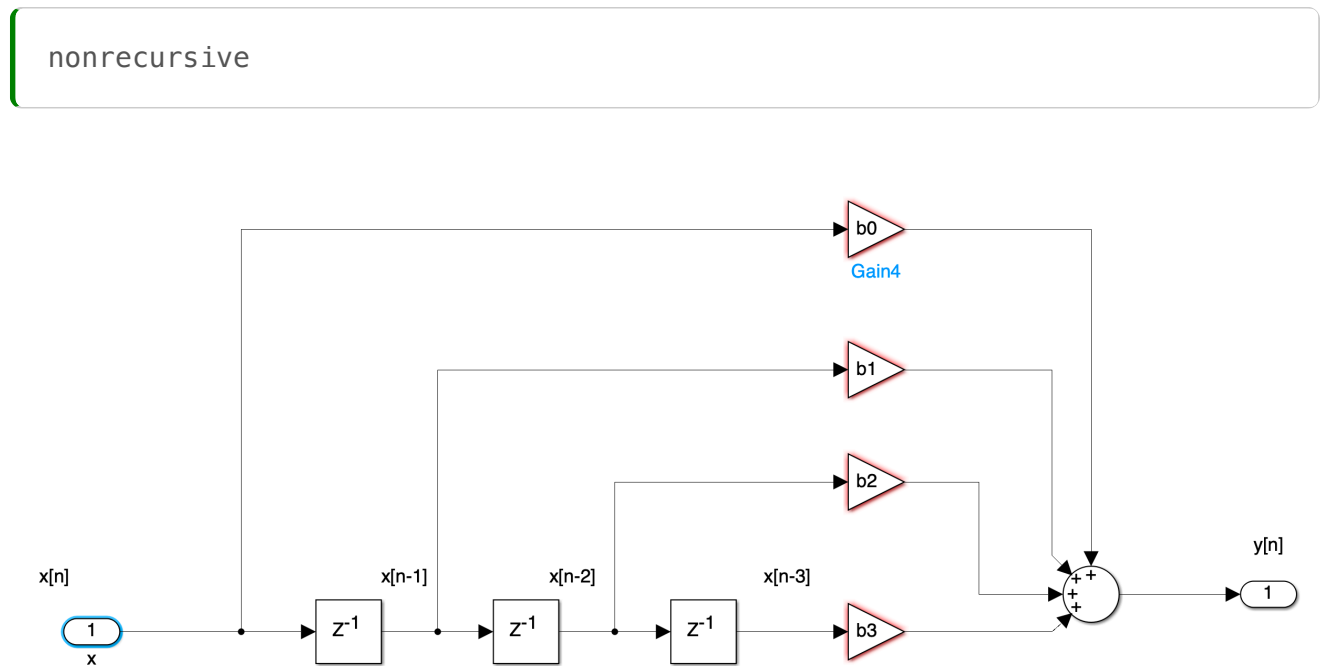 nonrecursive
b0
Gain4
b1
b2
y[n]
x[n]
x[n-1]
x[n-2]
x[n-3]
+ +
+
+
1
1
Z-1
Z-1
Z-1
b3
x